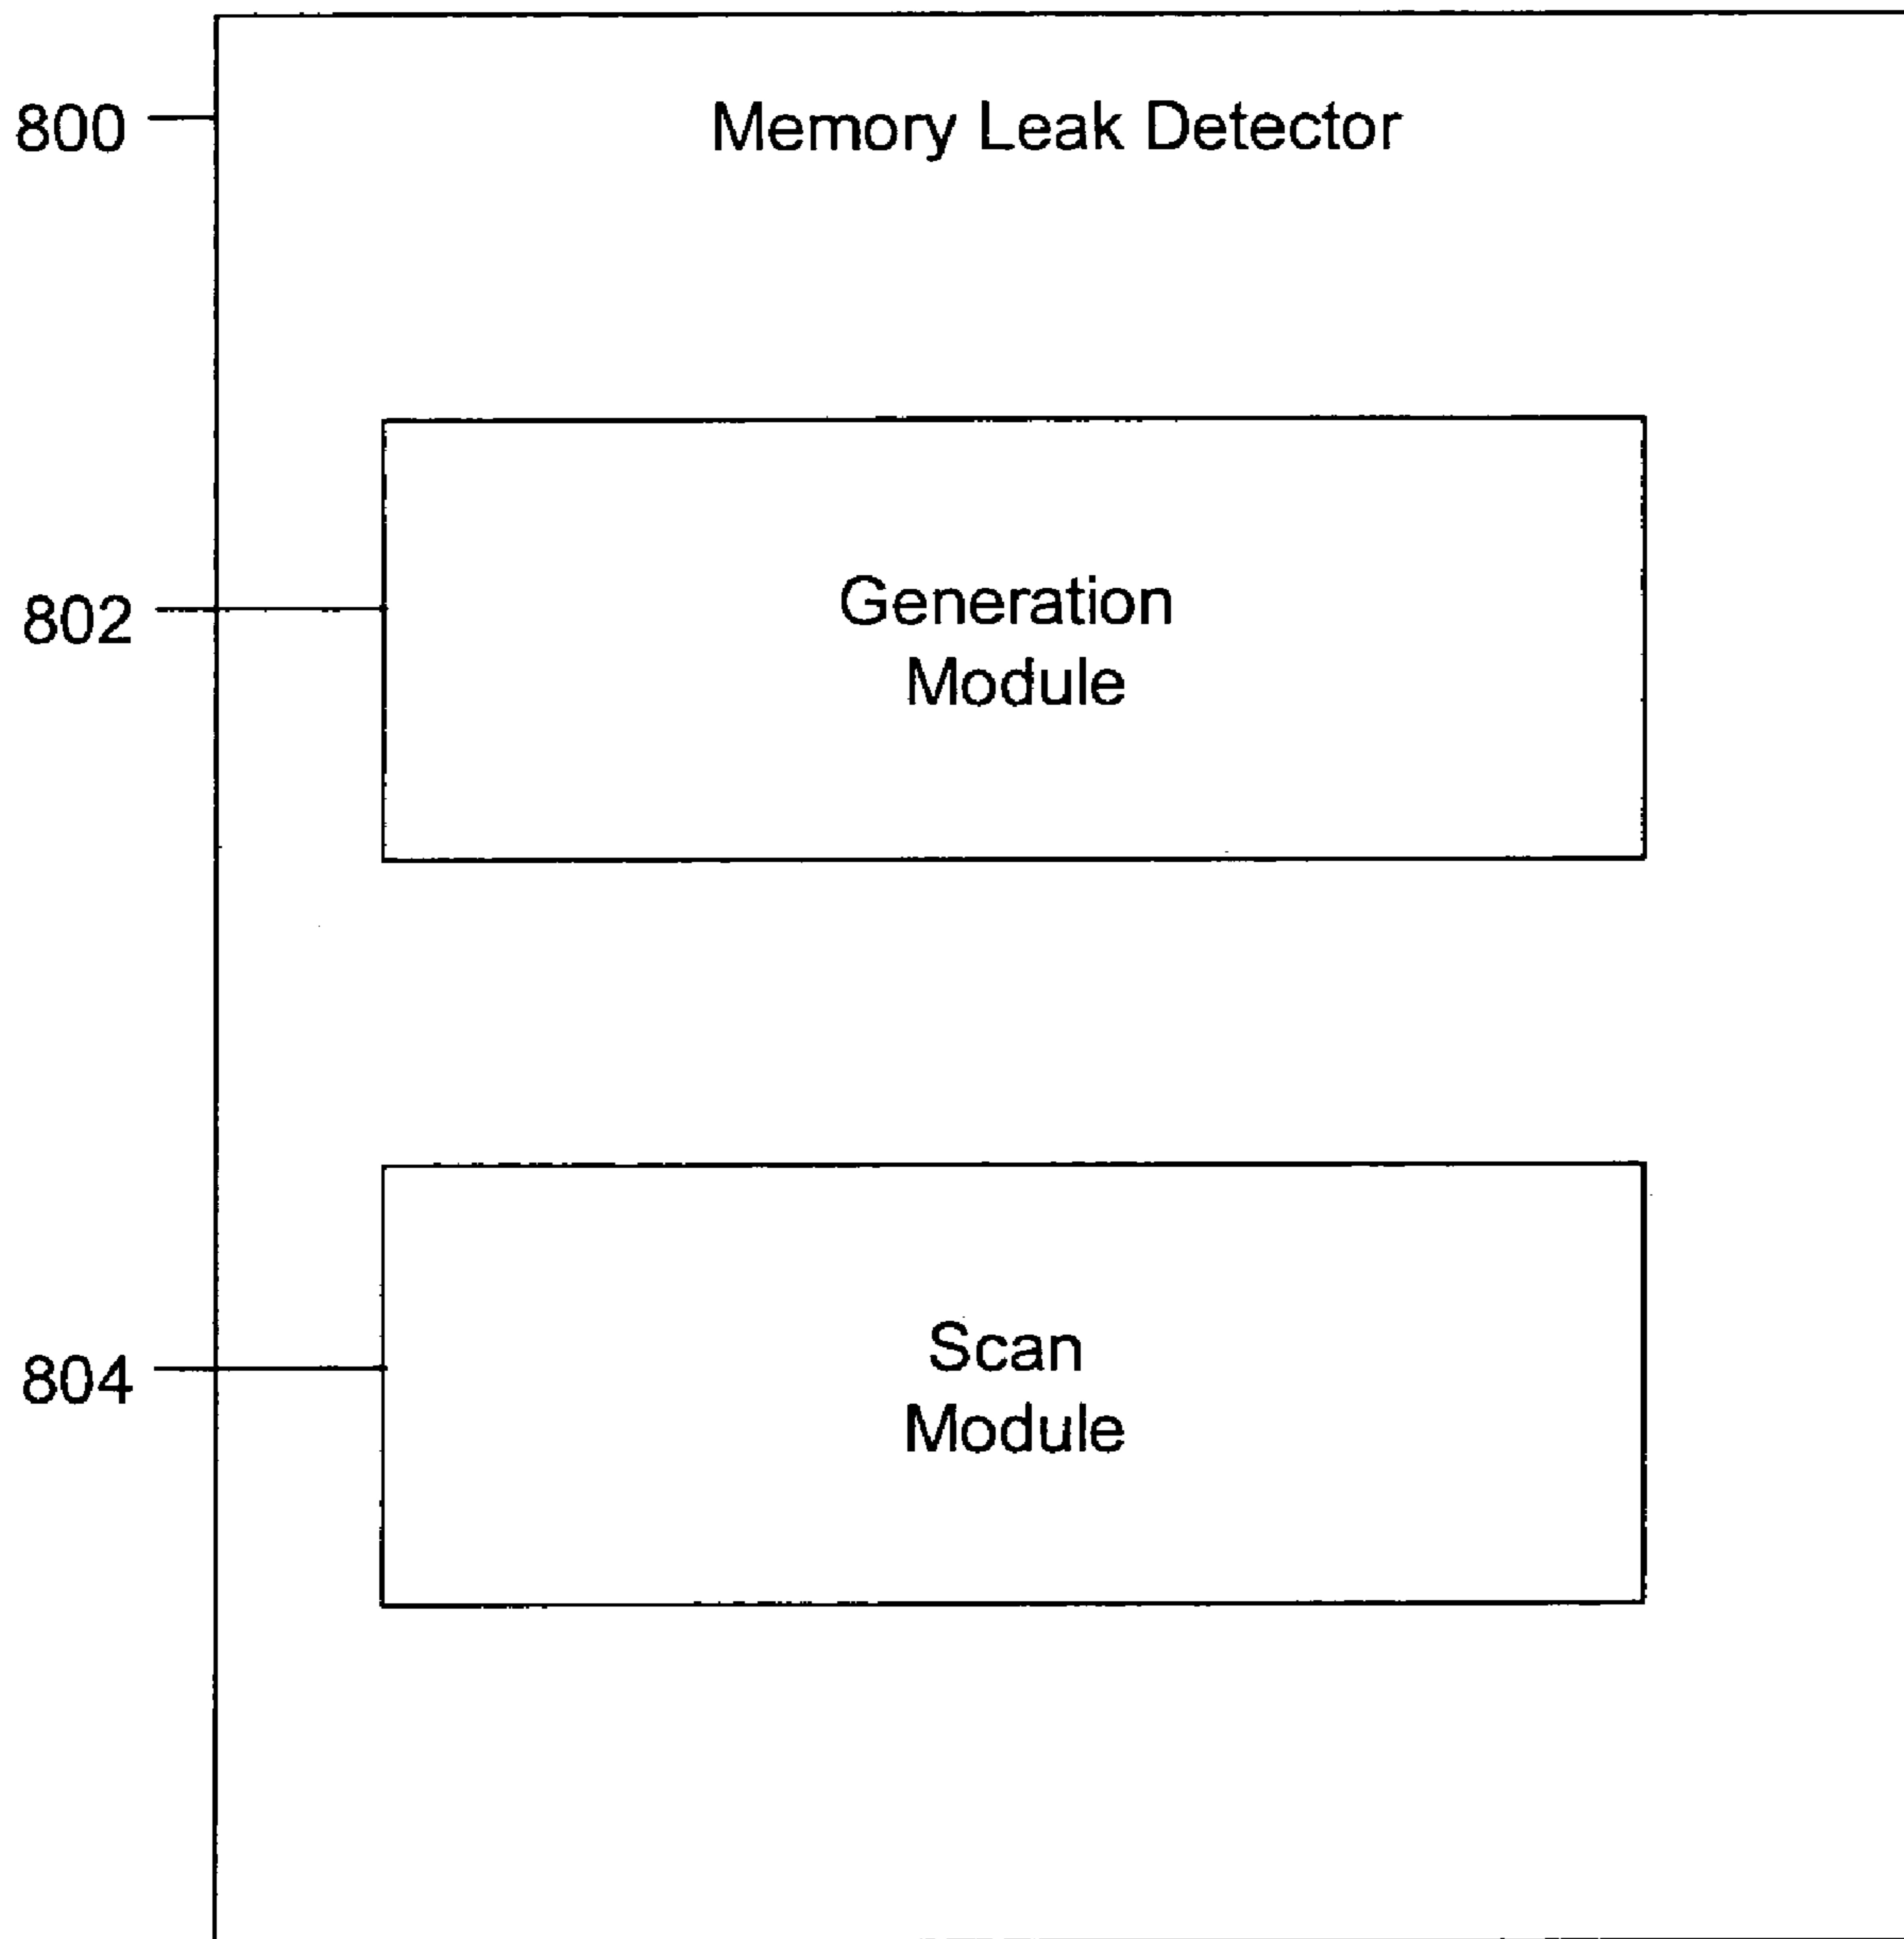 800
Memory Leak Detector
802
Generation
Module
804
Scan
Module